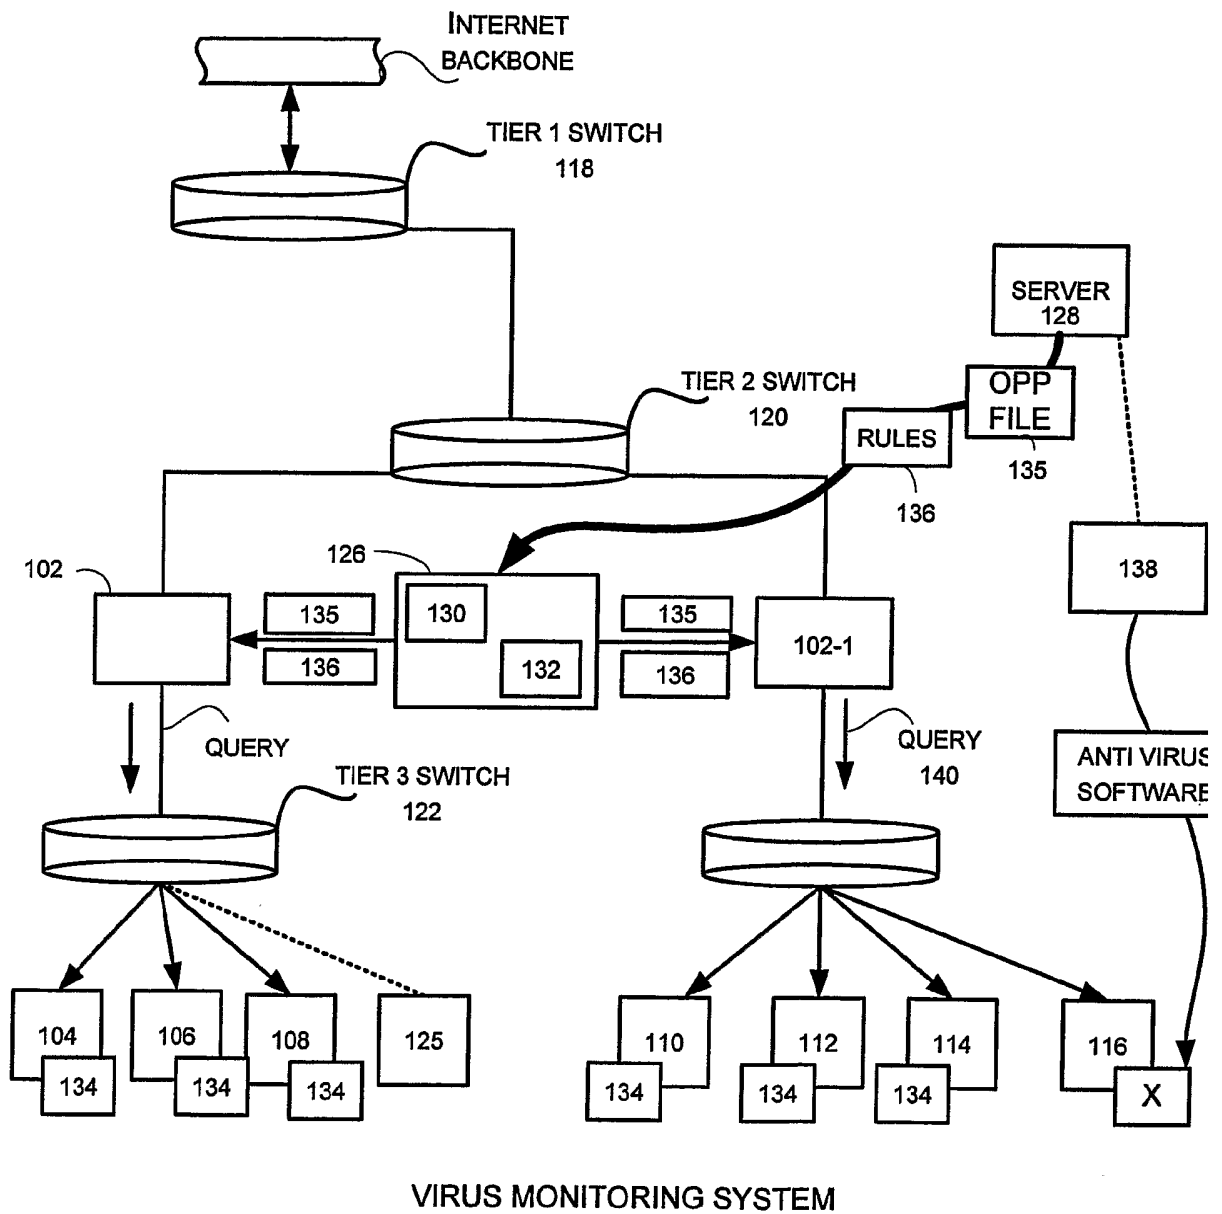 INTERNET
BACKBONE
TIER 1 SWITCH
118
SERVER
128
TIER 2 SWITCH
120
OPP
FILE
135
RULES
136
126
102
130
132
135
136
135
136
102-1
138
QUERY
QUERY
140
TIER 3 SWITCH
122
ANTI VIRUS
SOFTWARE
104
134
106
134
108
134
125
110
134
112
134
114
134
116
X
VIRUS MONITORING SYSTEM